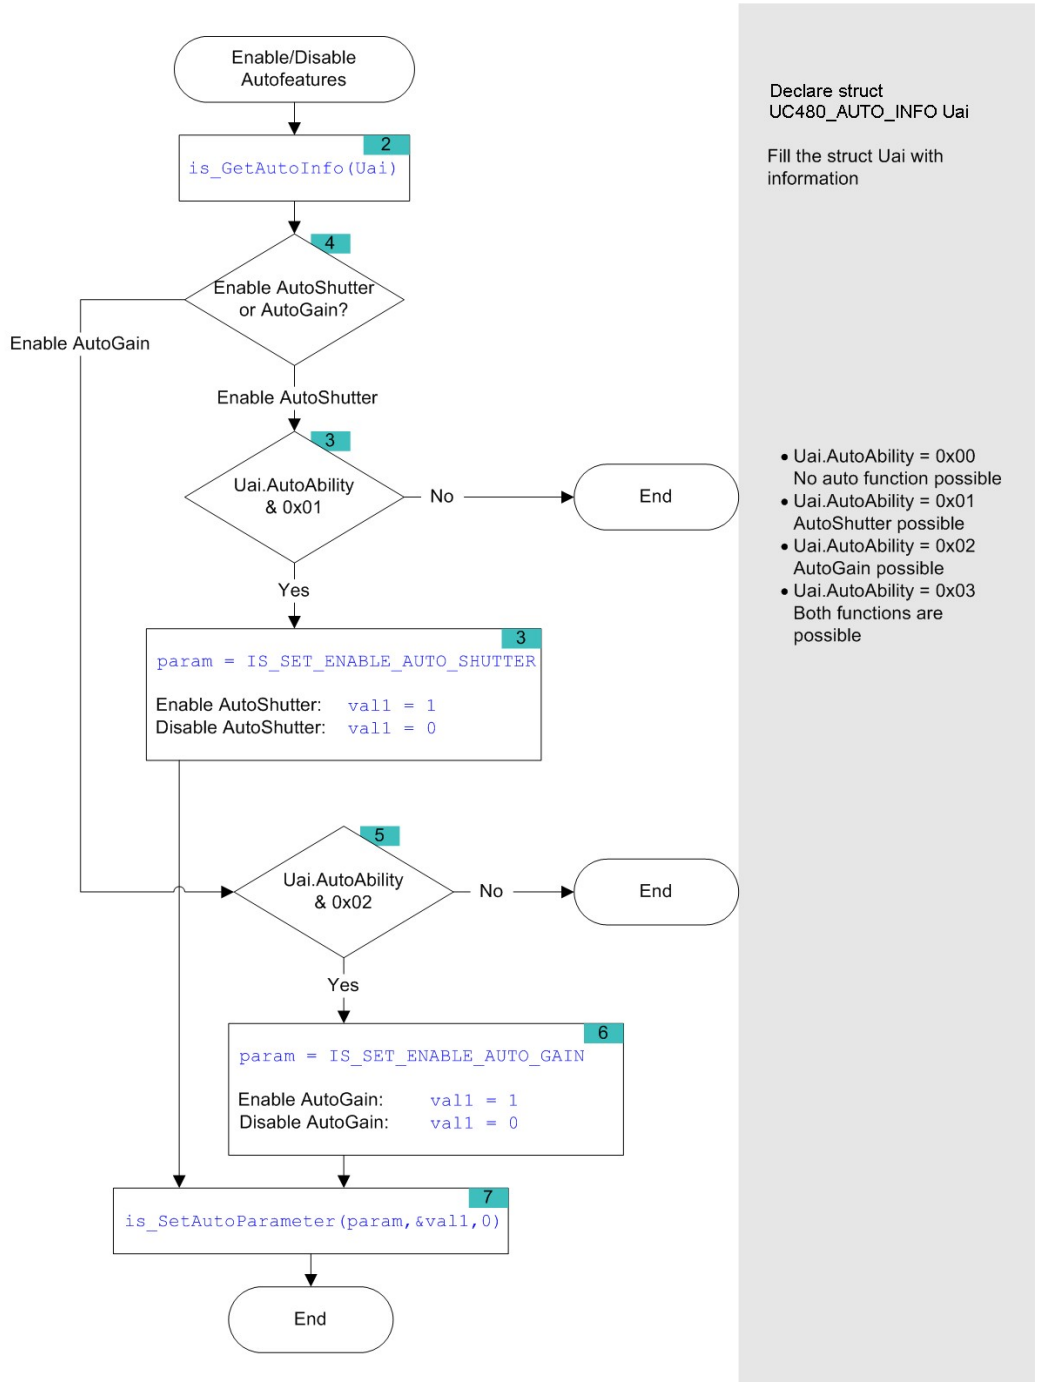 Enable/Disable
Autofeatures
Declare struct
UC480_AUTO_INFO Uai
2
is_GetAutoInfo(Uai)
Fill the struct Uai with
information
4
Enable AutoShutter
or AutoGain?
Enable AutoGain
Enable AutoShutter
3
Uai.AutoAbility
& 0x01
No
End
• Uai.AutoAbility = 0x00
No auto function possible
• Uai.AutoAbility = 0x01
AutoShutter possible
• Uai.AutoAbility = 0x02
AutoGain possible
• Uai.AutoAbility = 0x03
Both functions are
possible
Yes
3
param = IS_SET_ENABLE_AUTO_SHUTTER
Enable AutoShutter: val1 = 1
Disable AutoShutter: val1 = 0
5
Uai.AutoAbility
& 0x02
No
End
Yes
6
param = IS_SET_ENABLE_AUTO_GAIN
Enable AutoGain: val1 = 1
Disable AutoGain: val1 = 0
7
is_SetAutoParameter(param,&val1,0)
End